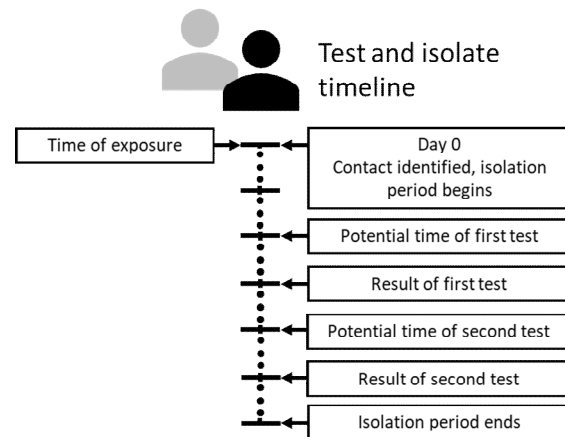 Test and isolate
timeline
Time of exposure
Day 0
Contact identified, isolation
period begins
Potential time of first test
Result of first test
Potential time of second test
Result of second test
Isolation period ends